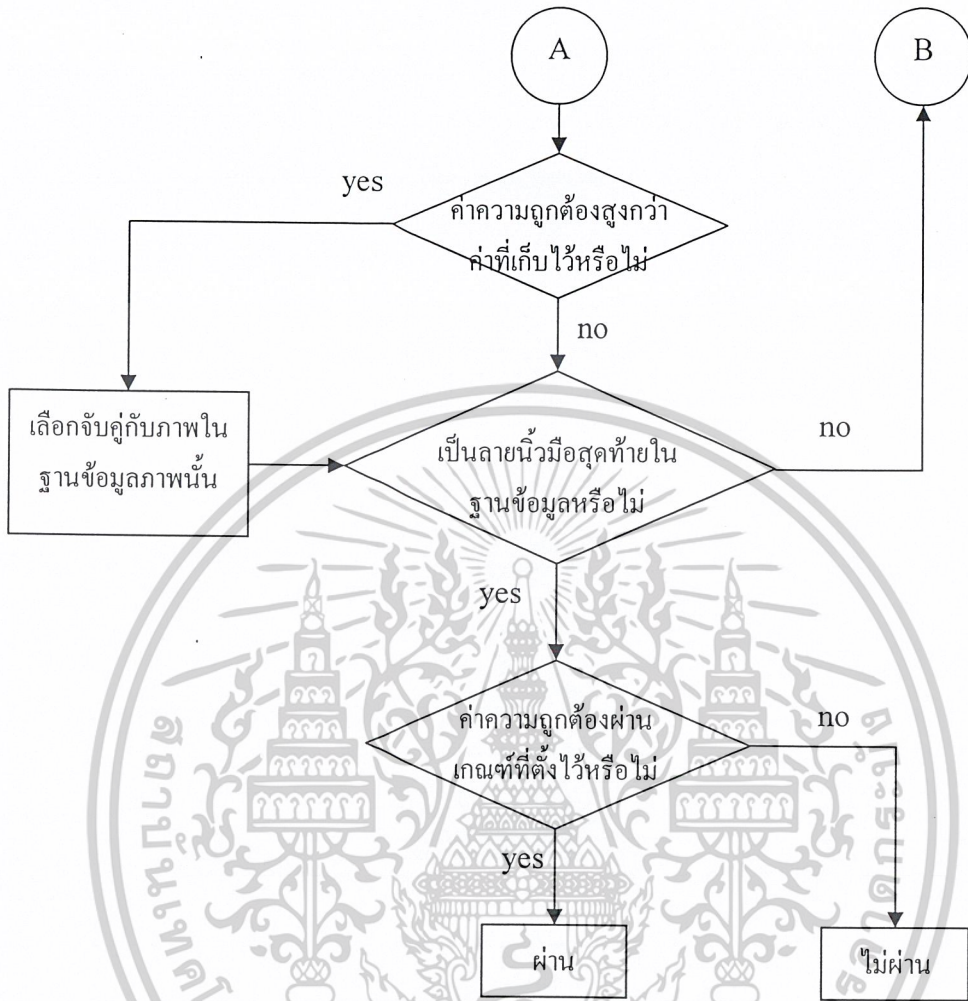 A
B
yes
ค่าความถูกต้องสูงกว่า
ค่าที่เก็บไว้หรือไม่
no
เลือกจับคู่กับภาพใน
ฐานข้อมูลภาพนั้น
เป็นลายนิ้วมือสุดท้ายใน
ฐานข้อมูลหรือไม่
no
yes
ค่าความถูกต้องผ่าน
เกณฑ์ที่ตั้งไว้หรือไม่
no
yes
ผ่าน
ไม่ผ่าน